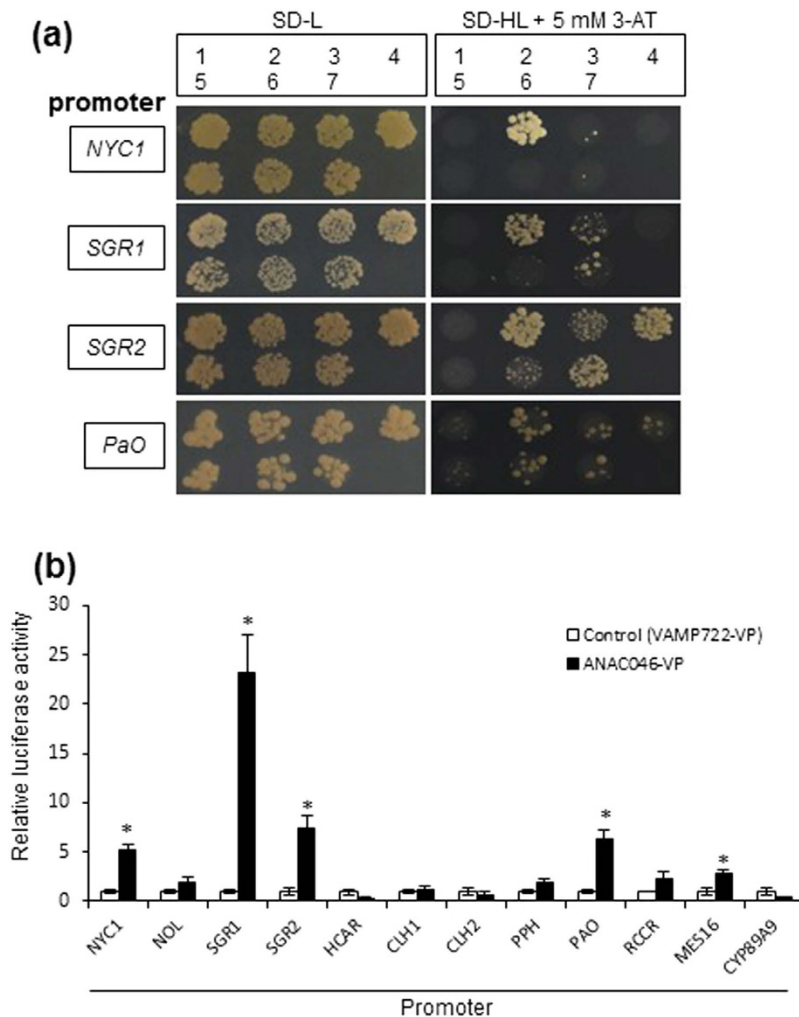 (a)
SD-L
SD-HL + 5 mM 3-AT
1 2 3 4
5 6 7
1 2 3 4
5 6 7
promoter
NYC1
SGR1
SGR2
PaO
(b)
Relative luciferase activity
30
25
20
15
10
5
0
Control (VAMP722-VP)
ANAC046-VP
*
*
*
*
*
NYC1
NOL
SGR1
SGR2
HCAR
CLH1
CLH2
PPH
PAO
RCCR
MES16
CYP89A9
Promoter